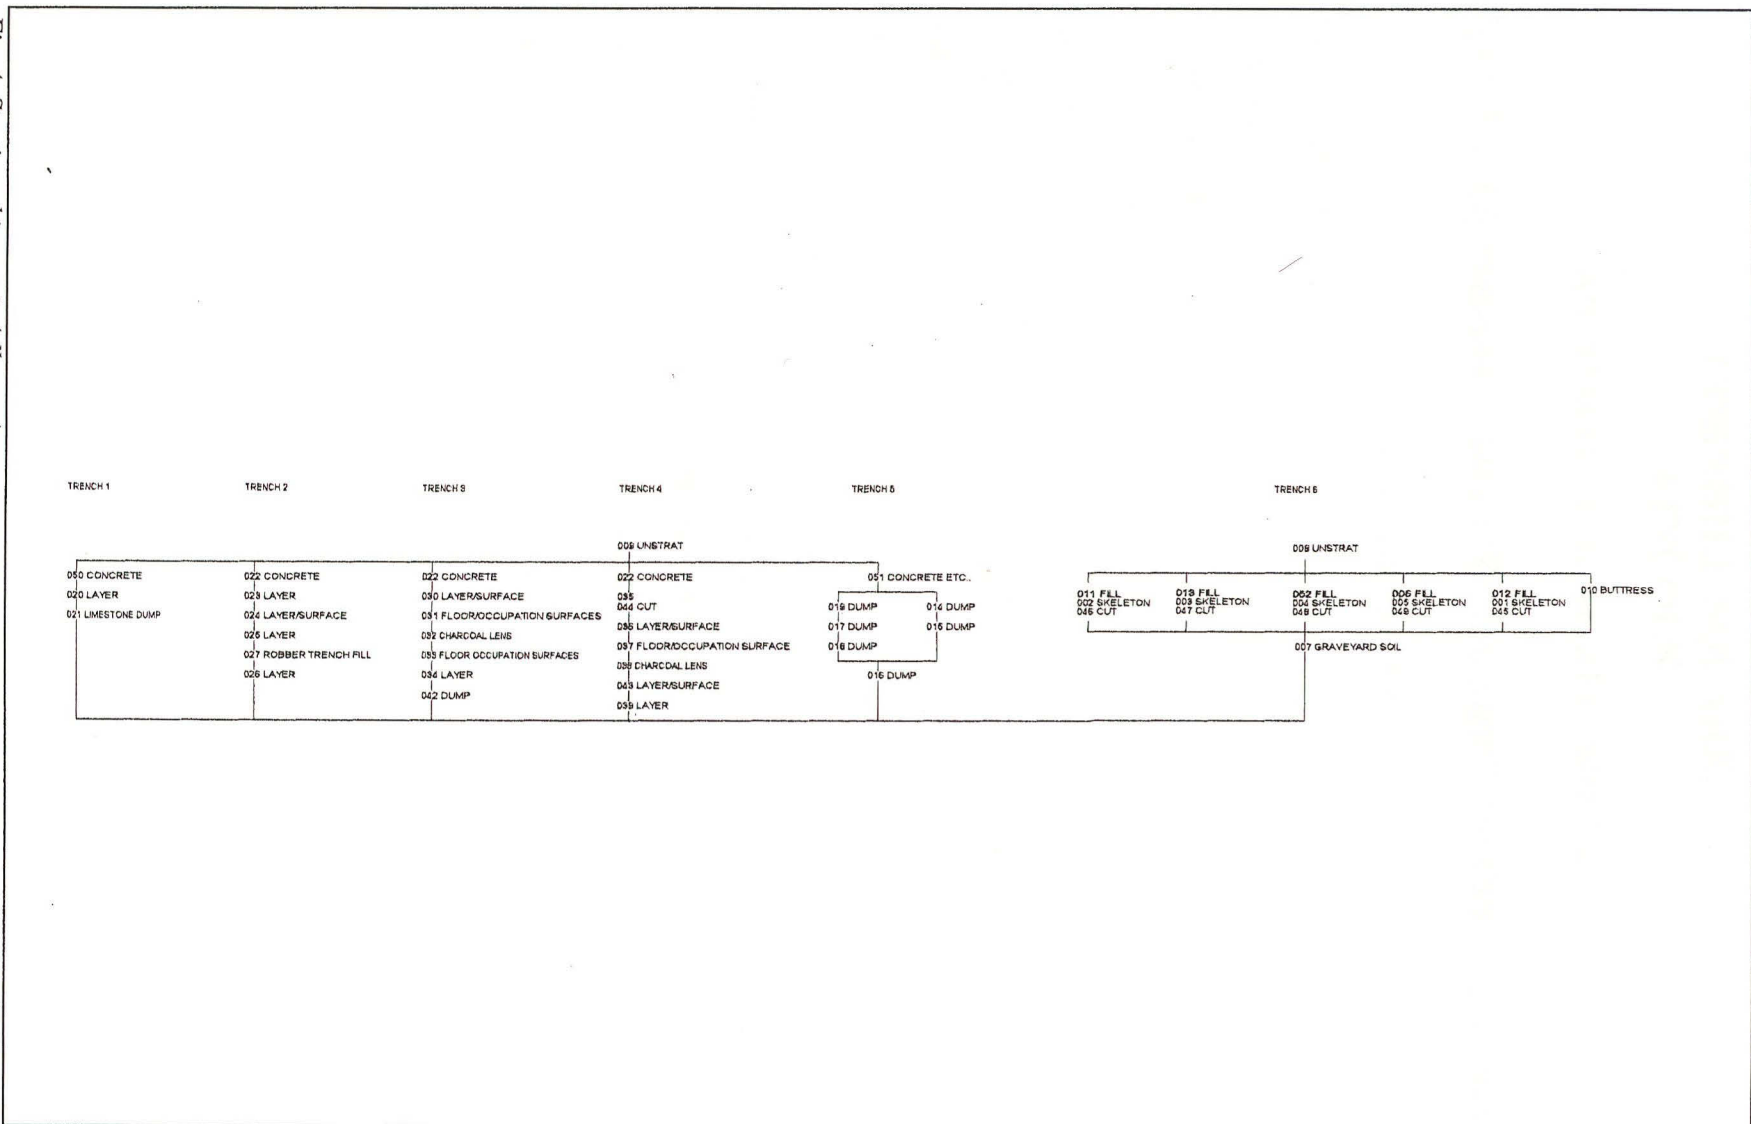 TRENCH 1
TRENCH 2
TRENCH 3
TRENCH 4
TRENCH 5
TRENCH 6
UNSTRAT
050 CONCRETE
020 LAYER
021 LIMESTONE DUMP
022 CONCRETE
023 LAYER
024 LAYER/SURFACE
025 LAYER
027 ROBBER TRENCH FILL
026 LAYER
022 CONCRETE
030 LAYER/SURFACE
031 FLOOR/OCCUPATION SURFACES
032 CHARCOAL LENS
033 FLOOR OCCUPATION SURFACES
034 LAYER
042 DUMP
022 CONCRETE
035
044 CUT
036 LAYER/SURFACE
037 FLOOR/OCCUPATION SURFACE
038 CHARCOAL LENS
043 LAYER/SURFACE
039 LAYER
051 CONCRETE ETC..
019 DUMP
017 DUMP
018 DUMP
014 DUMP
015 DUMP
016 DUMP
UNSTRAT
011 FILL
002 SKELETON
046 CUT
013 FILL
003 SKELETON
047 CUT
052 FILL
004 SKELETON
CUT
006 FILL
005 SKELETON
CUT
012 FILL
001 SKELETON
045 CUT
010 BUTTRESS
007 GRAVEYARD SOIL